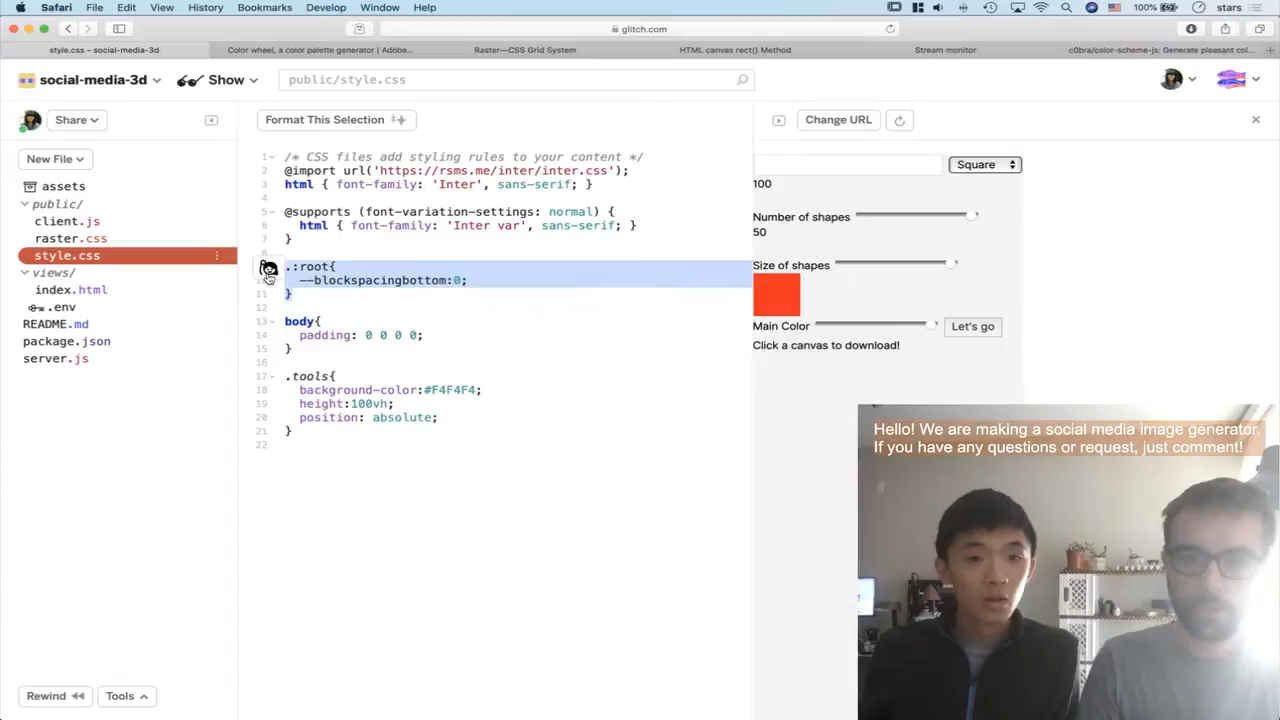 Safari File Edit View History Bookmarks Develop Window Help 100% stars
glitch.com
style.css – social-media-3d Color wheel, a color palette generator | Adobe... Raster—CSS Grid System HTML canvas rect() Method Stream monitor c0bra/color-scheme-js: Generate pleasant col...
social-media-3d Show public/style.css
Share Format This Selection Change URL
New File
assets
public/
client.js
raster.css
style.css
views/
index.html
.env
README.md
package.json
server.js
Rewind Tools
1 /* CSS files add styling rules to your content */
2 @import url('https://rsms.me/inter/inter.css');
3 html { font-family: 'Inter', sans-serif; }
4
5 @supports (font-variation-settings: normal) {
6 html { font-family: 'Inter var', sans-serif; }
7 }
8
.:root{
--blockspacingbottom:0;
11 }
12
13 body{
14 padding: 0 0 0 0;
15 }
16
17 .tools{
18 background-color:#F4F4F4;
19 height:100vh;
20 position: absolute;
21 }
22
Square
100
Number of shapes
50
Size of shapes
Main Color Let's go
Click a canvas to download!
Hello! We are making a social media image generator.
If you have any questions or request, just comment!